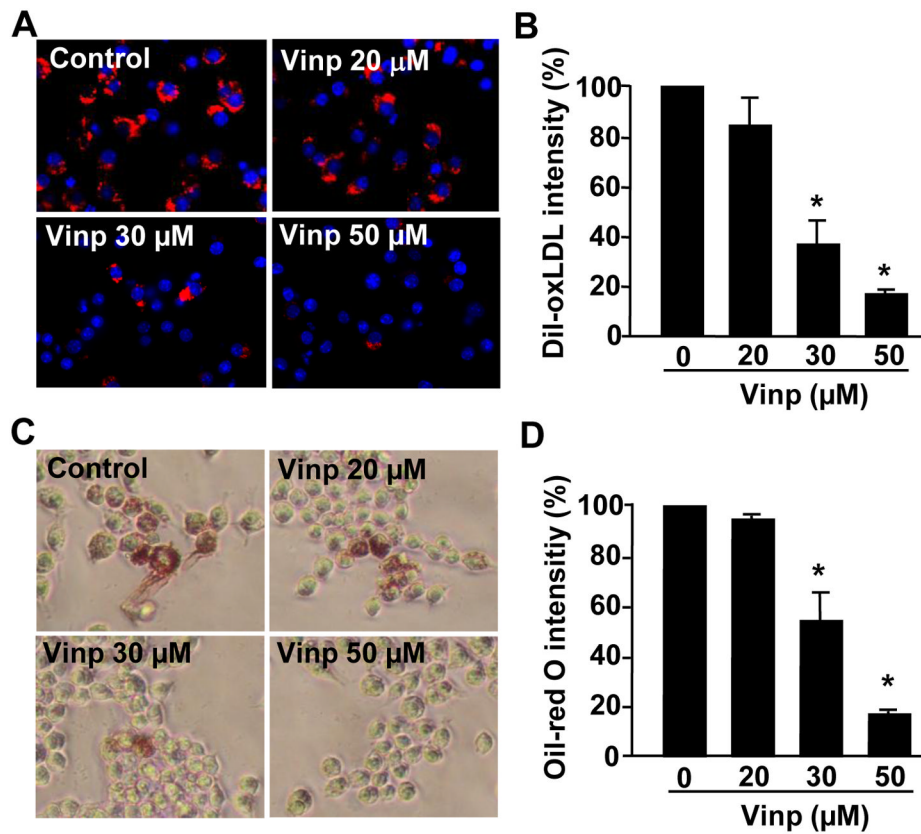 A
Control
Vinp 20 μM
Vinp 30 μM
Vinp 50 μM
B
Dil-oxLDL intensity (%)
100
80
60
40
20
0
*
*
0 20 30 50
Vinp (μM)
C
Control
Vinp 20 μM
Vinp 30 μM
Vinp 50 μM
D
Oil-red O intensitiy (%)
100
80
60
40
20
0
*
*
0 20 30 50
Vinp (μM)